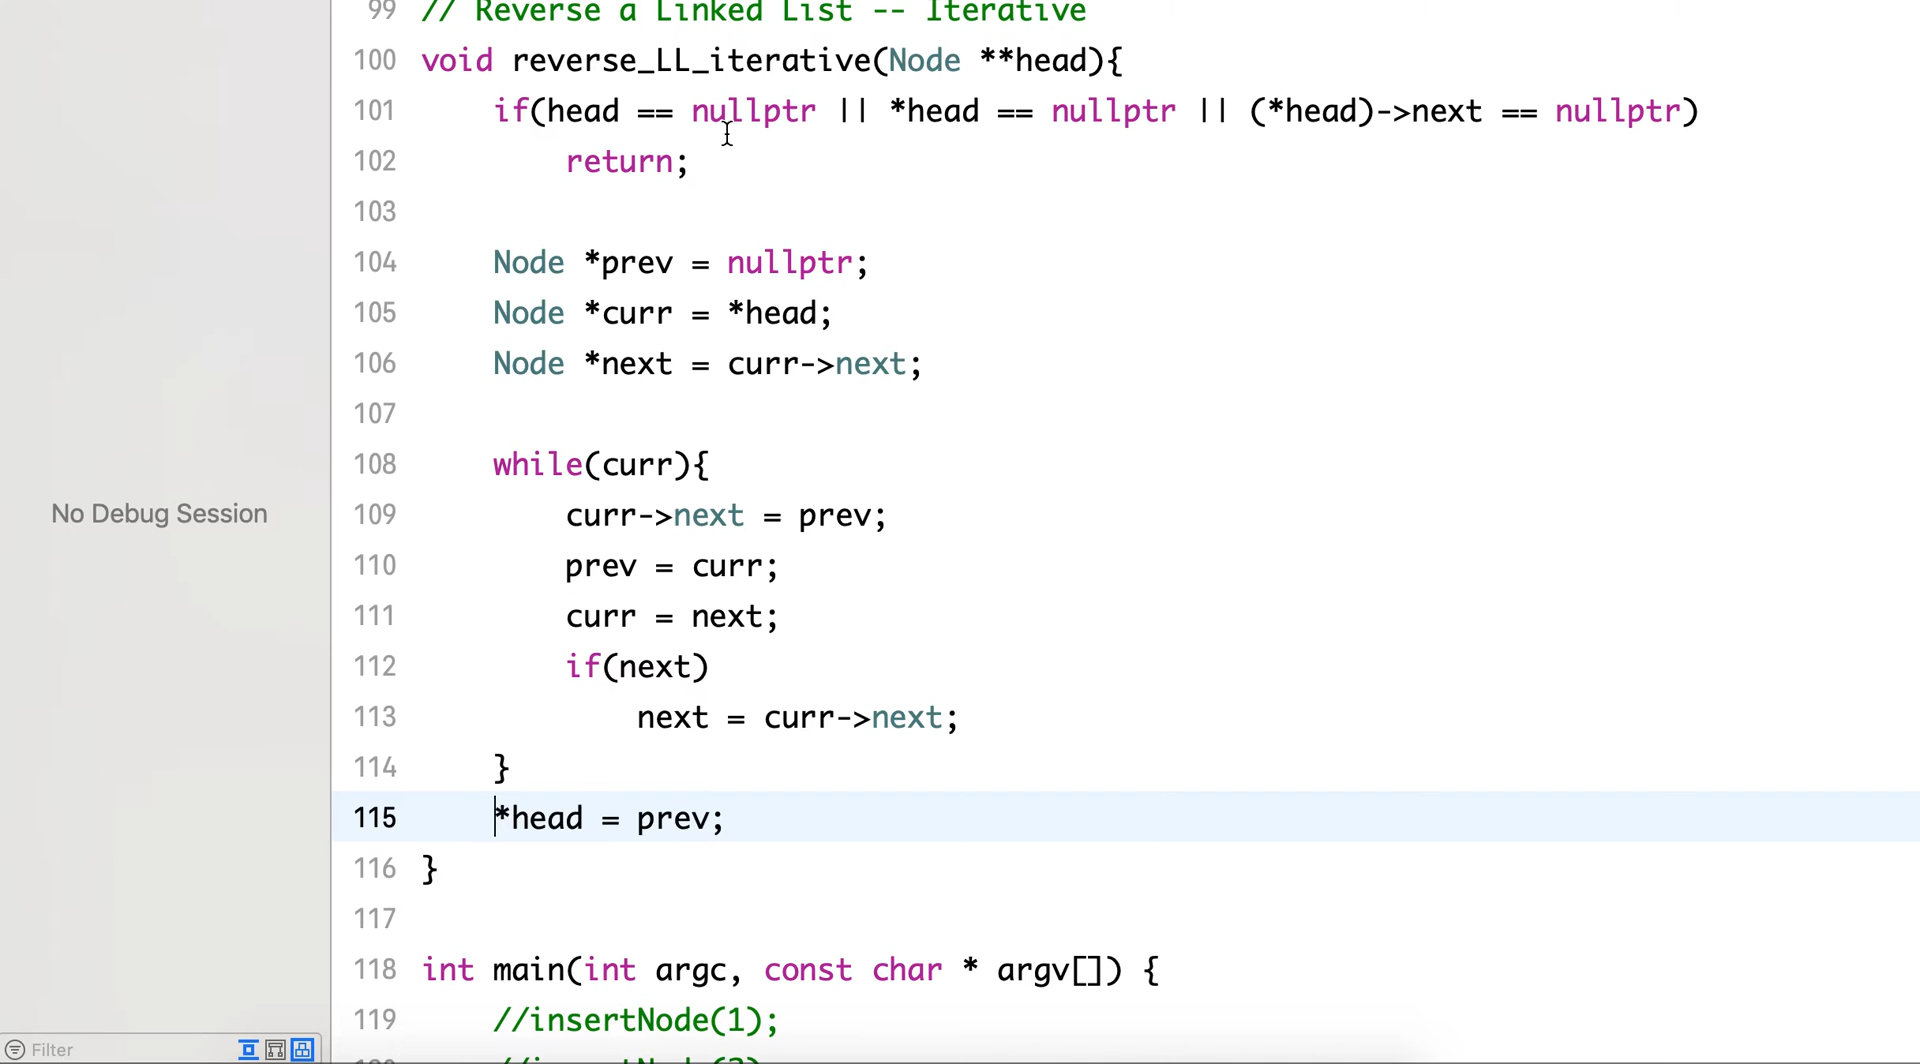 99 // Reverse a Linked List -- Iterative
100 void reverse_LL_iterative(Node **head){
101 if(head == nullptr || *head == nullptr || (*head)->next == nullptr)
102 return;
103
104 Node *prev = nullptr;
105 Node *curr = *head;
106 Node *next = curr->next;
107
108 while(curr){
109 curr->next = prev;
110 prev = curr;
111 curr = next;
112 if(next)
113 next = curr->next;
114 }
115 *head = prev;
116 }
117
118 int main(int argc, const char * argv[]) {
119 //insertNode(1);
No Debug Session
Filter